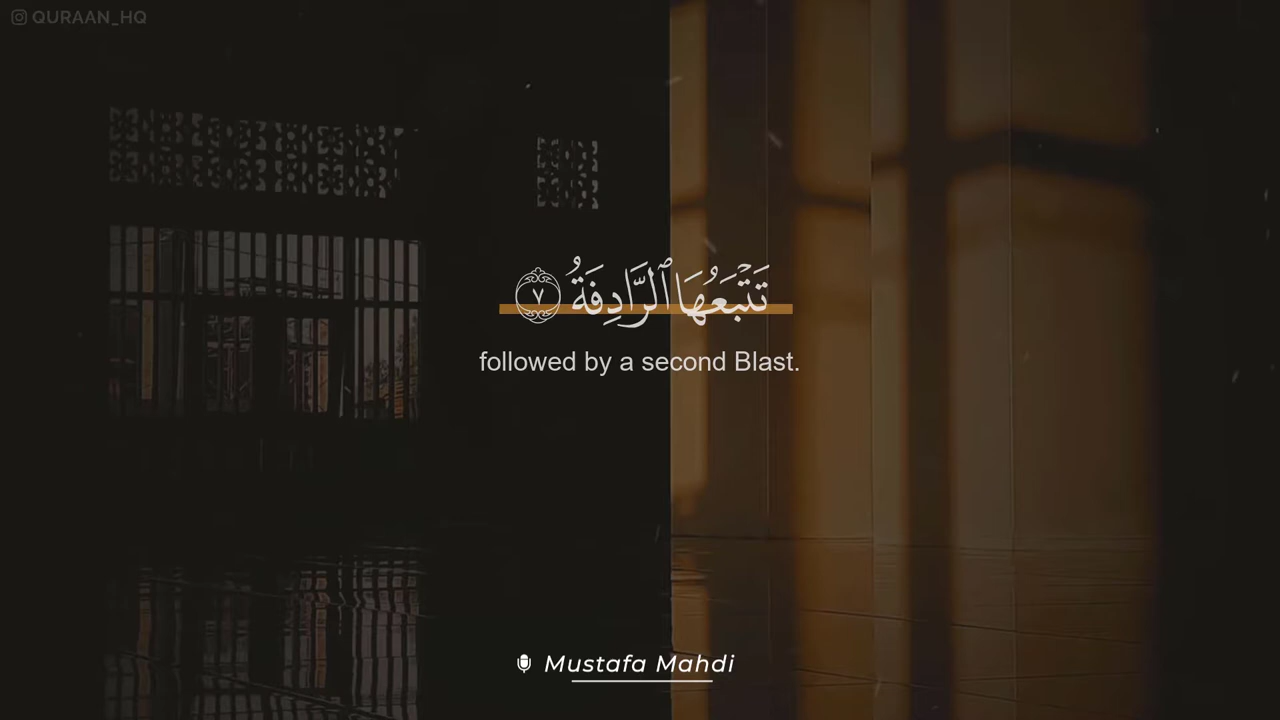 QURAAN_HQ
تَتْبَعُهَا ٱلرَّادِفَةُ ٧
followed by a second Blast.
Mustafa Mahdi